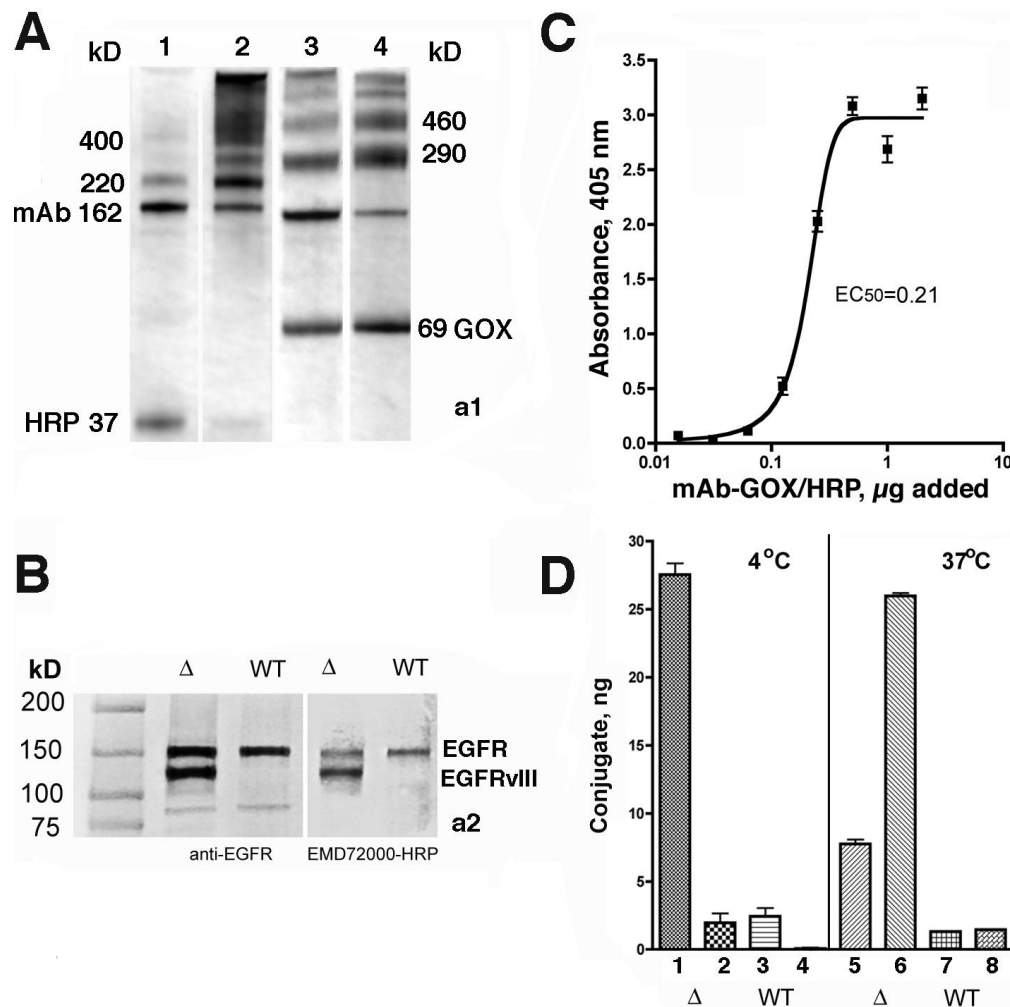 A
kD 1 2 3 4 kD
400
220
mAb 162
HRP 37
460
290
69 GOX
a1
B
kD Δ WT Δ WT
200
150
100
75
EGFR
EGFRvIII
a2
anti-EGFR EMD72000-HRP
C
Absorbance, 405 nm
3.5
3.0
2.5
2.0
1.5
1.0
0.5
0.0
EC50=0.21
0.01 0.1 1 10
mAb-GOX/HRP, µg added
D
Conjugate, ng
30
25
20
15
10
5
0
4°C 37°C
1 2 3 4 5 6 7 8
Δ WT Δ WT